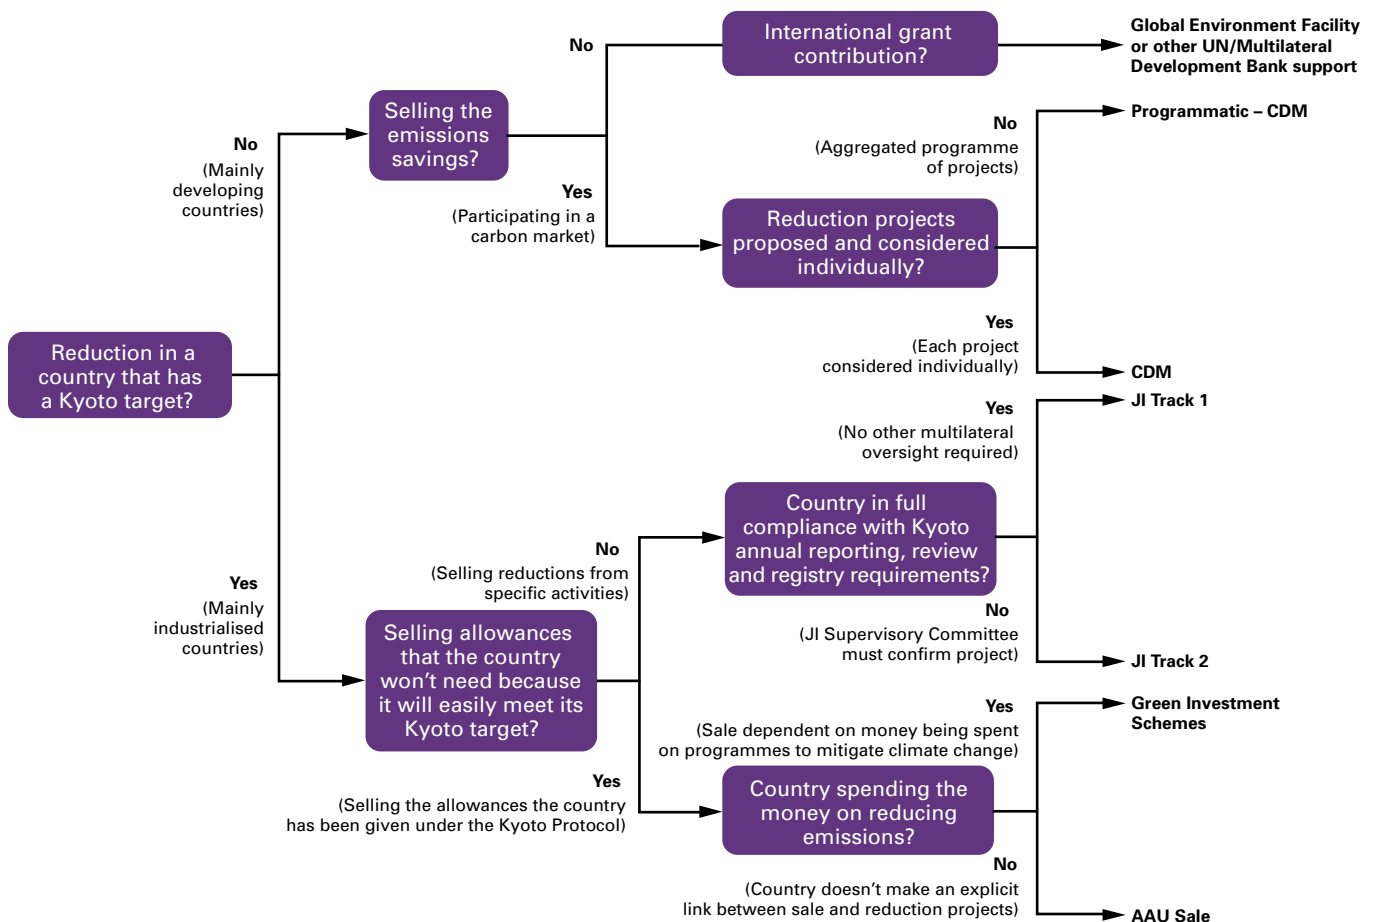 No
International grant
contribution?
Global Environment Facility
or other UN/Multilateral
Development Bank support
Selling the
emissions
savings?
No
(Mainly
developing
countries)
Yes
(Participating in a
carbon market)
No
(Aggregated programme
of projects)
Programmatic – CDM
Reduction projects
proposed and considered
individually?
Yes
(Each project
considered individually)
CDM
Reduction in a
country that has
a Kyoto target?
Yes
(No other multilateral
oversight required)
JI Track 1
Country in full
compliance with Kyoto
annual reporting, review
and registry requirements?
No
(Selling reductions from
specific activities)
Yes
(Mainly
industrialised
countries)
No
(JI Supervisory Committee
must confirm project)
JI Track 2
Selling allowances
that the country
won’t need because
it will easily meet its
Kyoto target?
Yes
(Sale dependent on money being spent
on programmes to mitigate climate change)
Green Investment
Schemes
Yes
(Selling the allowances the country
has been given under the Kyoto Protocol)
Country spending the
money on reducing
emissions?
No
(Country doesn’t make an explicit
link between sale and reduction projects)
AAU Sale